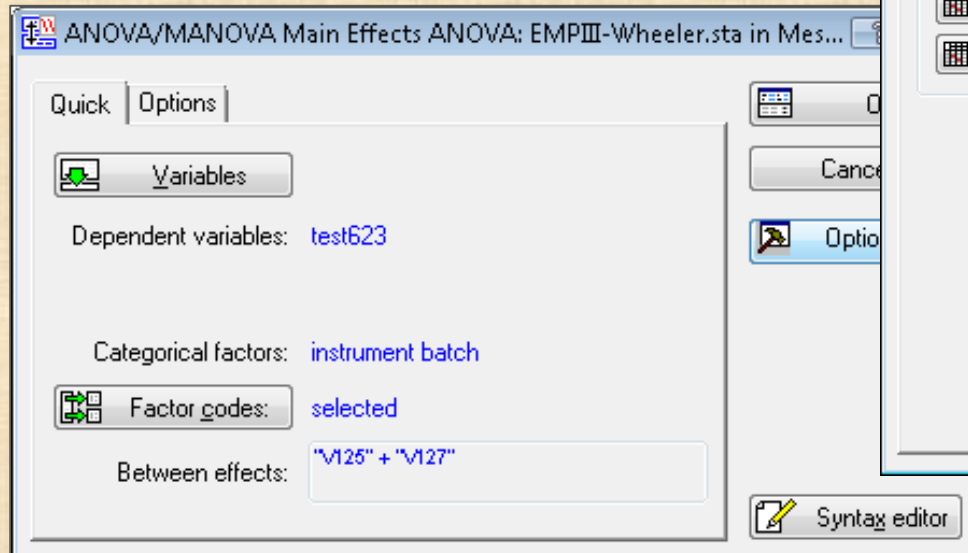 ANOVA/MANOVA Main Effects ANOVA: EMPIII-Wheeler.sta in Mes...
Quick
Options
Variables
Cance
Dependent variables: test623
Optio
Categorical factors: instrument batch
Factor codes: selected
Between effects: "V125" + "V127"
Syntax editor